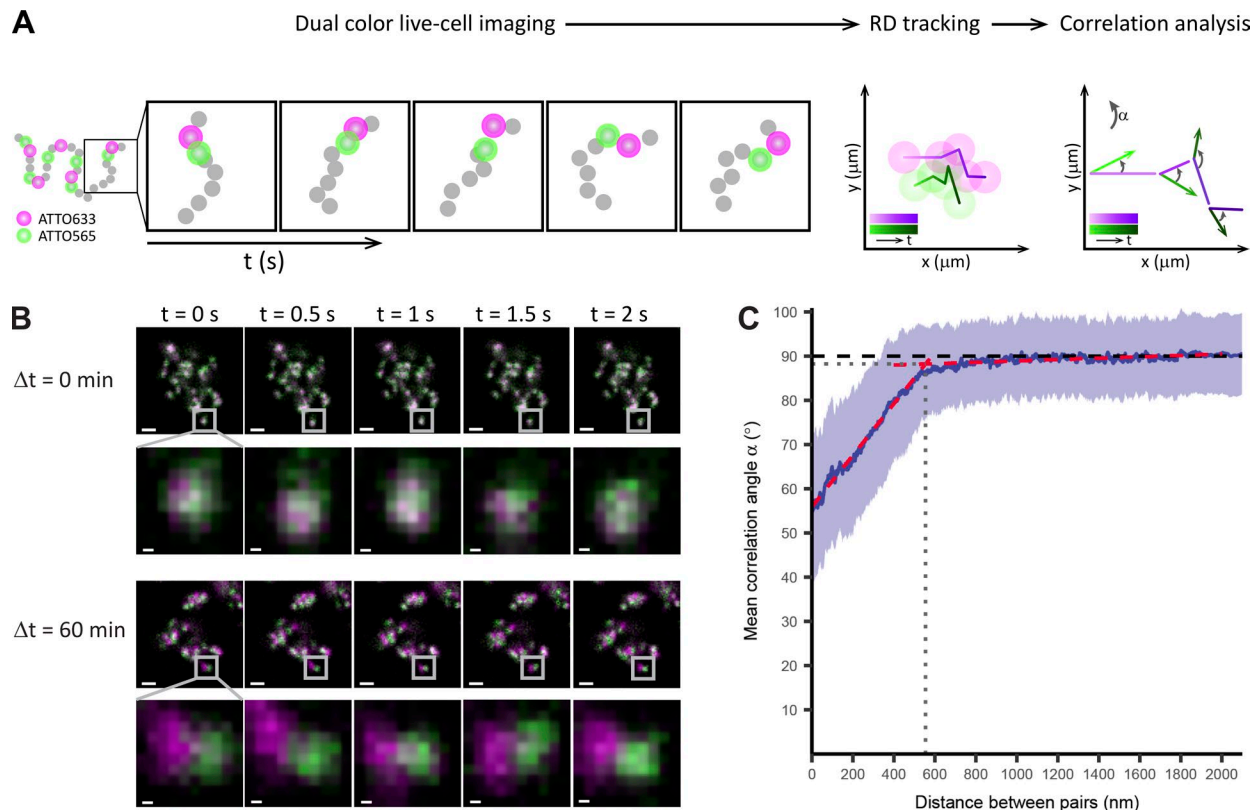 A
Dual color live-cell imaging
RD tracking
Correlation analysis
ATTO633
ATTO565
t (s)
y (μm)
t
x (μm)
α
y (μm)
t
x (μm)
B
t = 0 s
t = 0.5 s
t = 1 s
t = 1.5 s
t = 2 s
Δt = 0 min
Δt = 60 min
C
Mean correlation angle α (°)
100
90
80
70
60
50
40
30
20
10
0
200
400
600
800
1000
1200
1400
1600
1800
2000
Distance between pairs (nm)